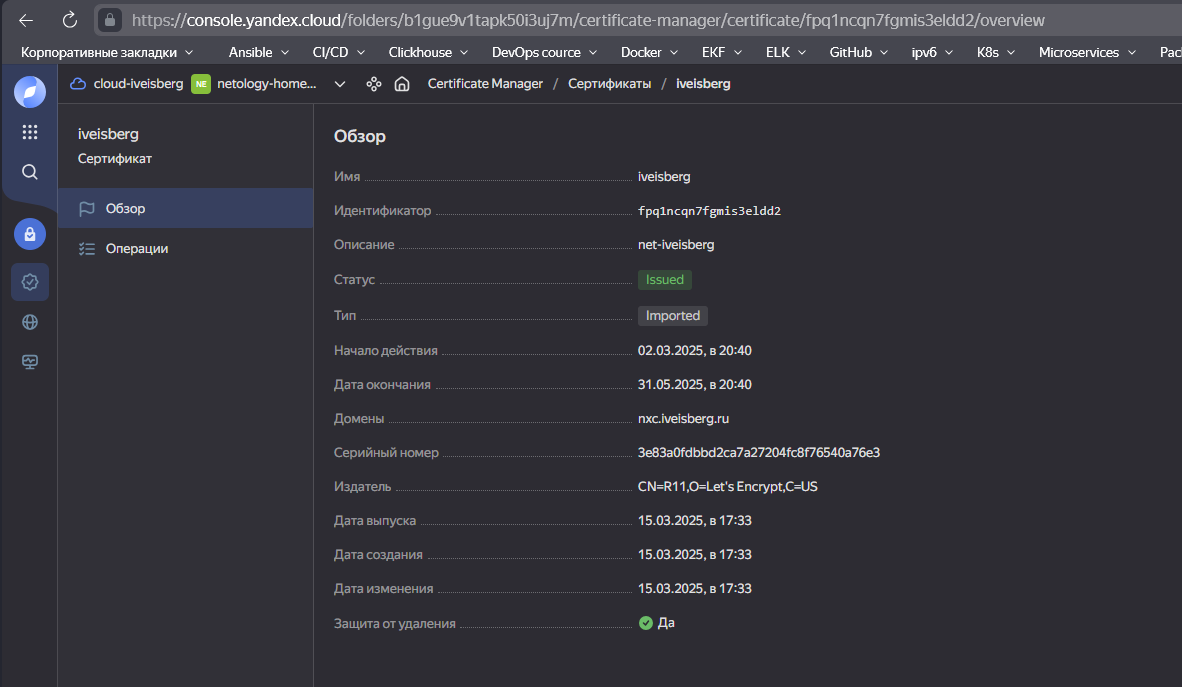 https://console.yandex.cloud/folders/b1gue9v1tapk50i3uj7m/certificate-manager/certificate/fpq1ncqn7fgmis3eldd2/overview
Корпоративные закладки Ansible CI/CD Clickhouse DevOps cource Docker EKF ELK GitHub ipv6 K8s Microservices Pac
cloud-iveisberg NE netology-home... Certificate Manager / Сертификаты / iveisberg
iveisberg
Сертификат
Обзор
Операции
Обзор
Имя iveisberg
Идентификатор fpq1ncqn7fgmis3eldd2
Описание net-iveisberg
Статус Issued
Тип Imported
Начало действия 02.03.2025, в 20:40
Дата окончания 31.05.2025, в 20:40
Домены nxc.iveisberg.ru
Серийный номер 3e83a0fdbbd2ca7a27204fc8f76540a76e3
Издатель CN=R11,O=Let's Encrypt,C=US
Дата выпуска 15.03.2025, в 17:33
Дата создания 15.03.2025, в 17:33
Дата изменения 15.03.2025, в 17:33
Защита от удаления Да